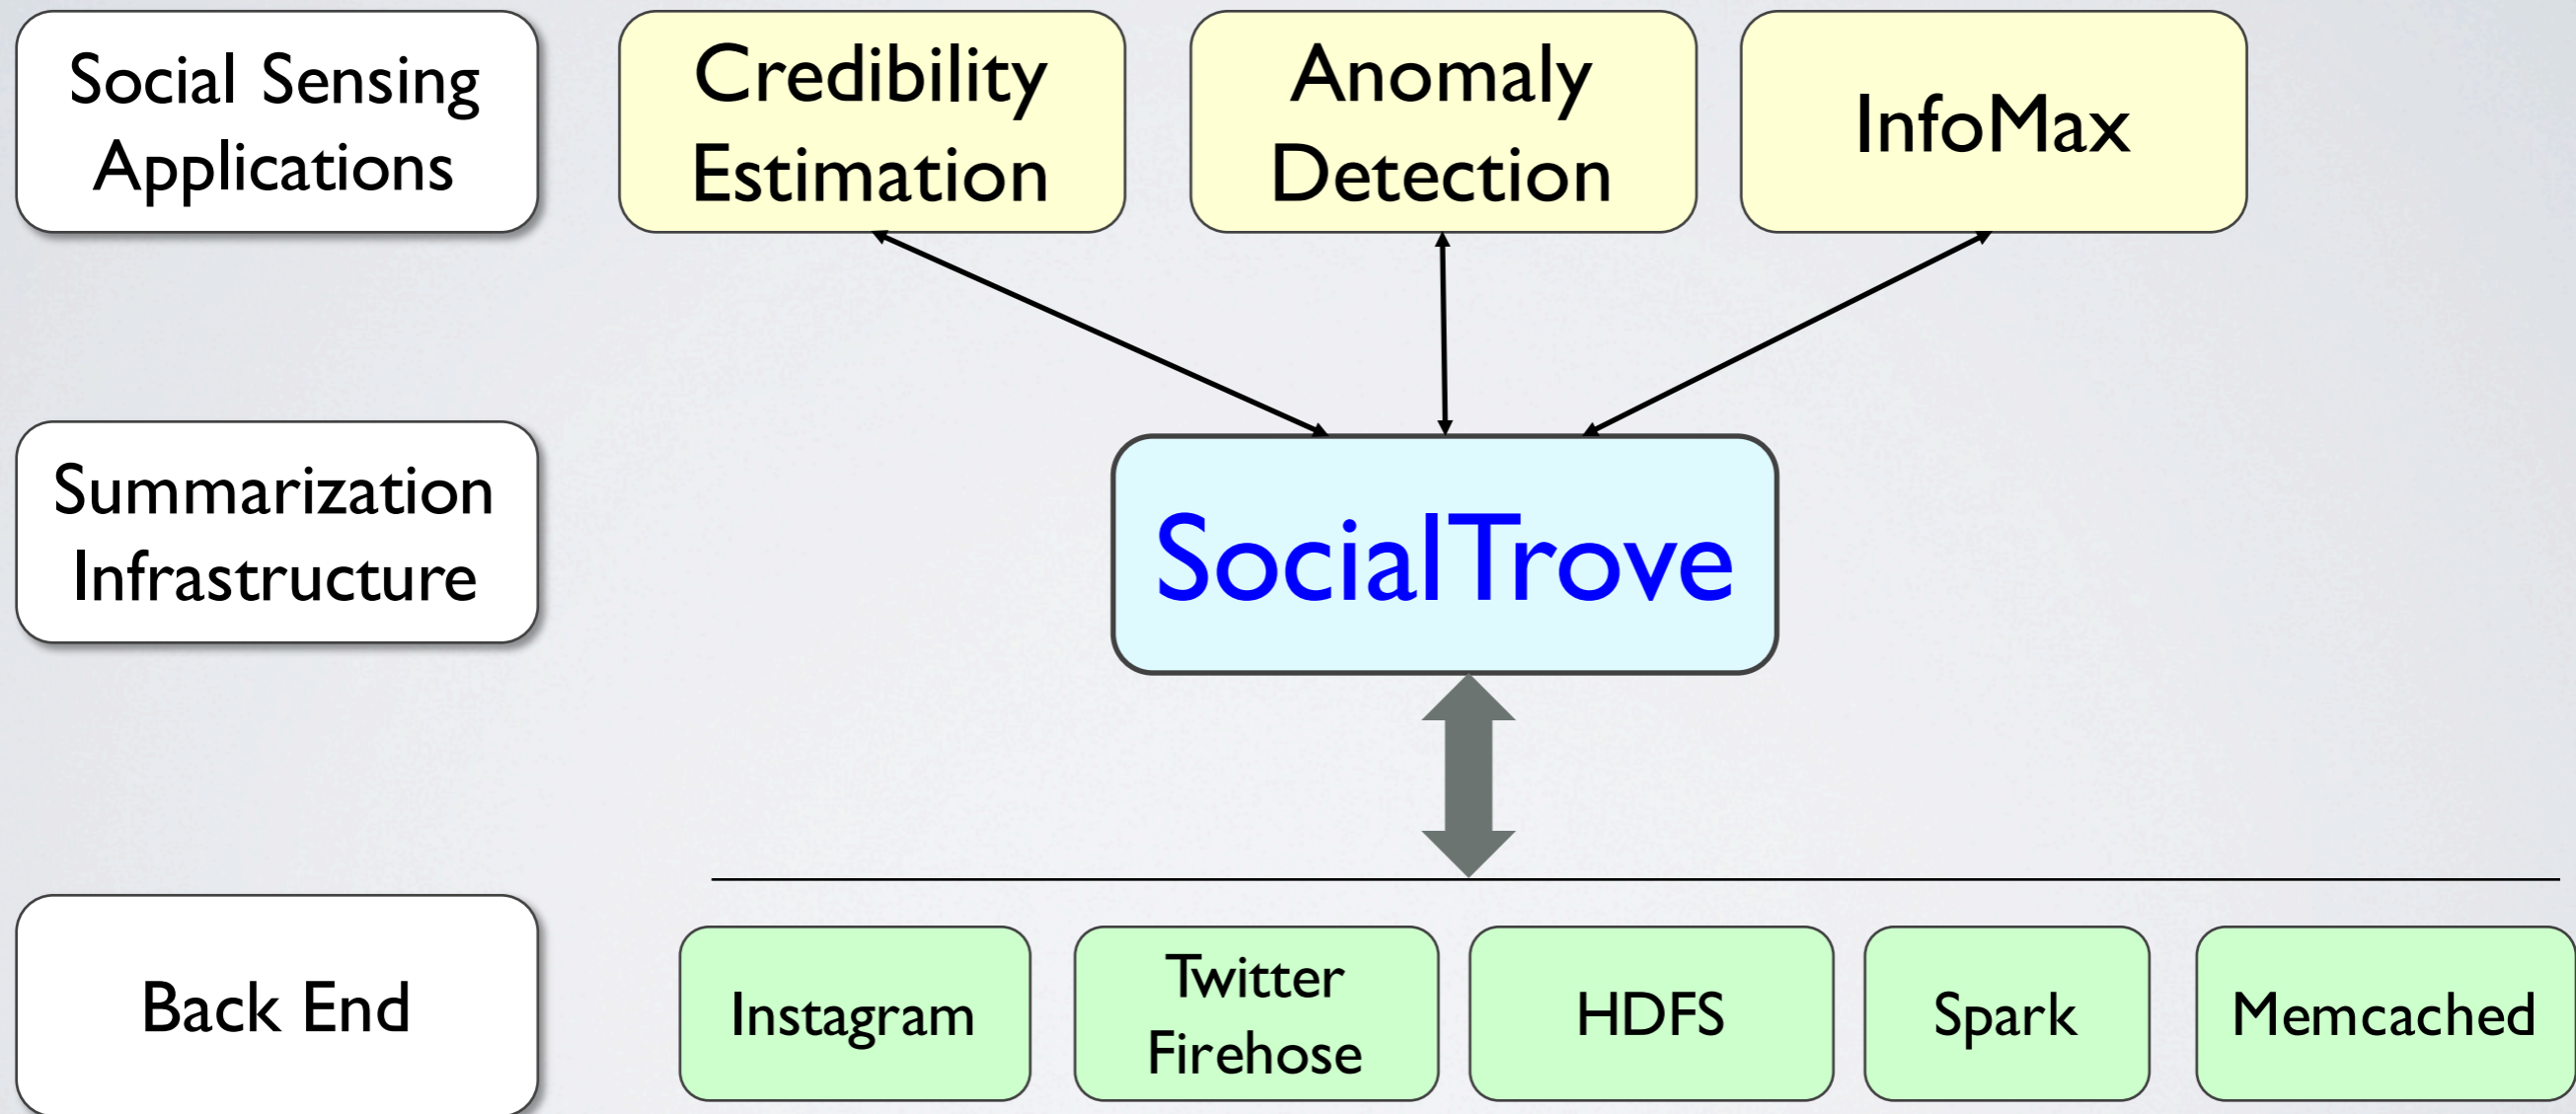 Social Sensing
Applications
Credibility
Estimation
Anomaly
Detection
InfoMax
Summarization
Infrastructure
SocialTrove
Back End
Instagram
Twitter
Firehose
HDFS
Spark
Memcached